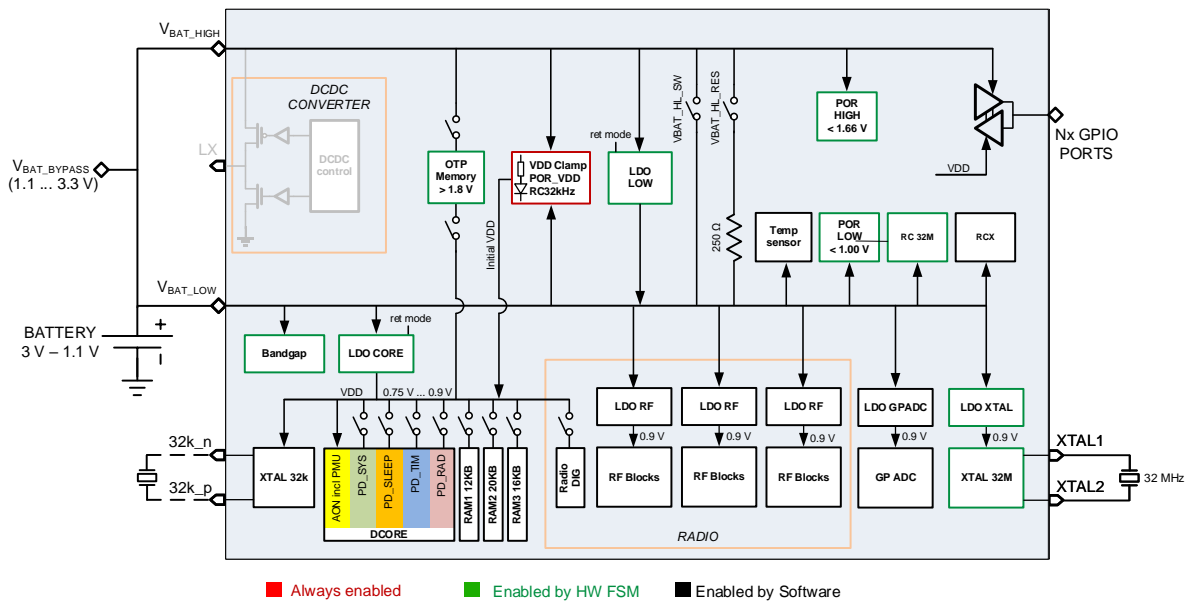 VBAT_HIGH
DCDC
CONVERTER
DCDC
control
LX
VBAT_BYPASS
(1.1 ... 3.3 V)
OTP
Memory
> 1.8 V
VDD Clamp
POR_VDD
RC32kHz
Initial VDD
ret mode
LDO
LOW
VBAT_HL_SW
VBAT_HL_RES
250 Ω
POR
HIGH
< 1.66 V
VDD
Nx GPIO
PORTS
Temp
sensor
POR
LOW
< 1.00 V
RC 32M
RCX
VBAT_LOW
BATTERY
3 V – 1.1 V
+
Bandgap
LDO CORE
ret mode
VDD
0.75 V ... 0.9 V
LDO RF
LDO RF
LDO RF
LDO GPADC
LDO XTAL
0.9 V
0.9 V
0.9 V
0.9 V
0.9 V
32k_n
32k_p
XTAL 32k
AON incl PMU
PD_SYS
PD_SLEEP
PD_TIM
PD_RAD
DCORE
RAM1 12KB
RAM2 20KB
RAM3 16KB
Radio
DIG
RF Blocks
RF Blocks
RF Blocks
GP ADC
XTAL 32M
XTAL1
XTAL2
32 MHz
RADIO
Always enabled
Enabled by HW FSM
Enabled by Software